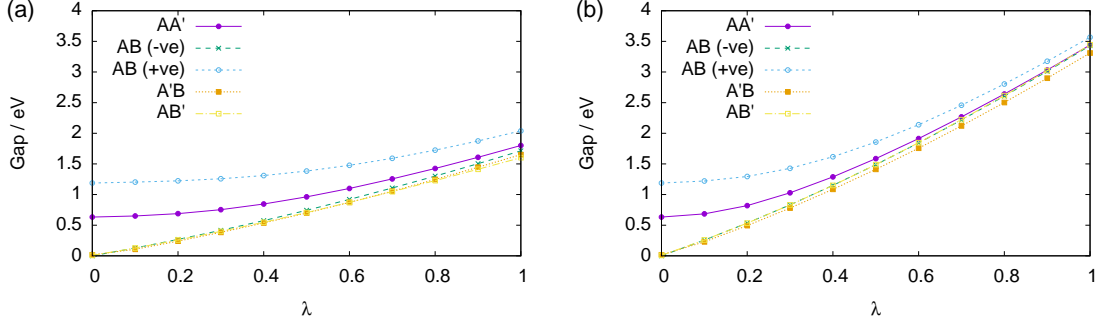 (a)
4
3.5
3
2.5
2
1.5
1
0.5
0
Gap / eV
AA'
AB (-ve)
AB (+ve)
A'B
AB'
0 0.2 0.4 0.6 0.8 1
λ
(b)
4
3.5
3
2.5
2
1.5
1
0.5
0
Gap / eV
AA'
AB (-ve)
AB (+ve)
A'B
AB'
0 0.2 0.4 0.6 0.8 1
λ